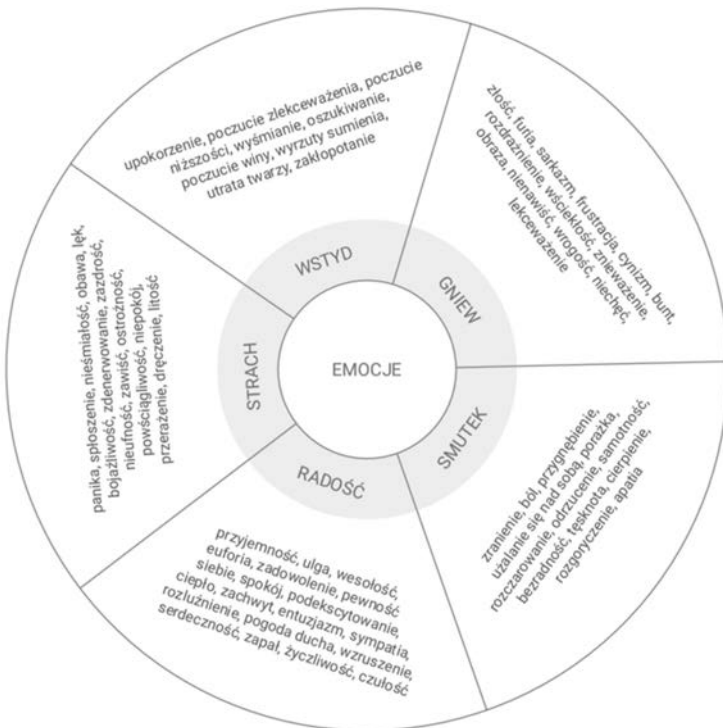 EMOCJE
WSTYD
upokorzenie, poczucie zlekceważenia, poczucie
niższości, wyśmianie, oszukiwanie,
poczucie winy, wyrzuty sumienia,
utrata twarzy, zakłopotanie
GNIEW
złość, furia, sarkazm, frustracja, cynizm, bunt,
rozdrażnienie, wściekłość, znieważenie,
obraza, nienawiść, wrogość, niechęć,
lekceważenie
SMUTEK
zranienie, ból, przygnębienie,
użalanie się nad sobą, porażka,
rozczarowanie, odrzucenie, samotność,
bezradność, tęsknota, cierpienie,
rozgoryczenie, apatia
RADOŚĆ
przyjemność, ulga, wesołość,
euforia, zadowolenie, pewność
siebie, spokój, podekscytowanie,
ciepło, zachwyt, entuzjazm, sympatia,
rozluźnienie, pogoda ducha, wzruszenie,
serdeczność, zapał, życzliwość, czułość
STRACH
panika, spłoszenie, nieśmiałość, obawa, lęk,
bojaźliwość, zdenerwowanie, zazdrość,
nieufność, zawiść, ostrożność,
powściągliwość, niepokój,
przerażenie, dręczenie, litość